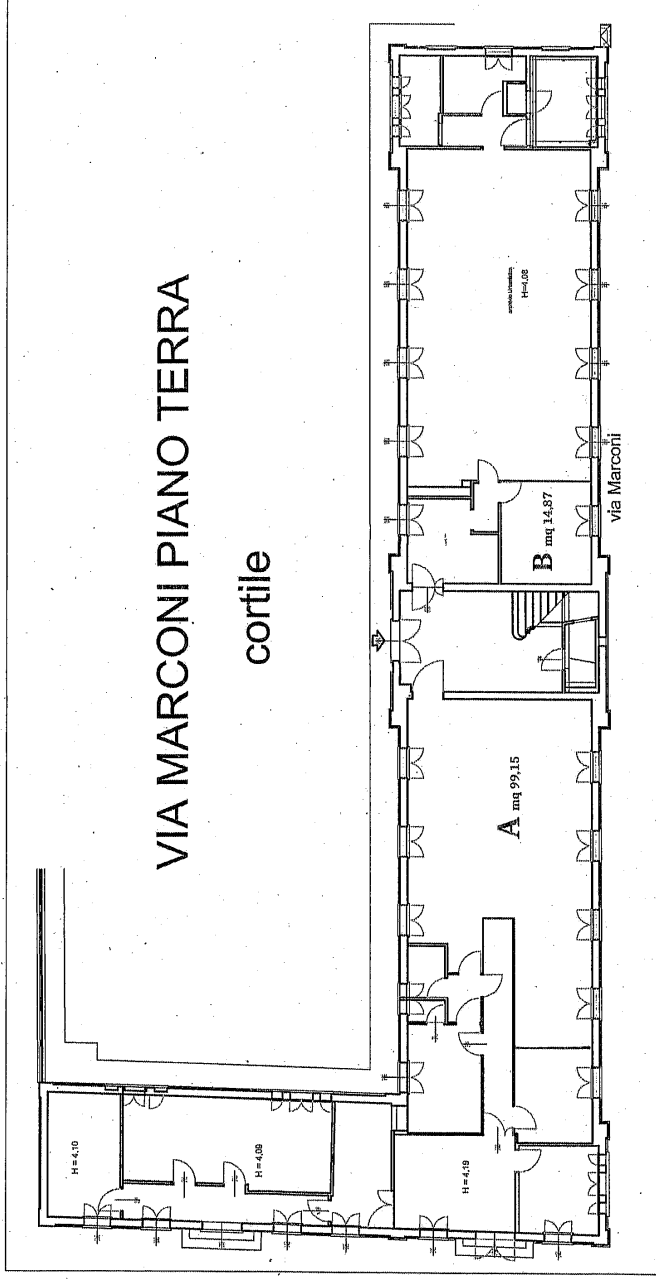 VIA MARCONI PIANO TERRA
cortile
H=4,08
B mq 14,87
via Marconi
A mq 99,15
H = 4,10
H = 4,09
H = 4,19